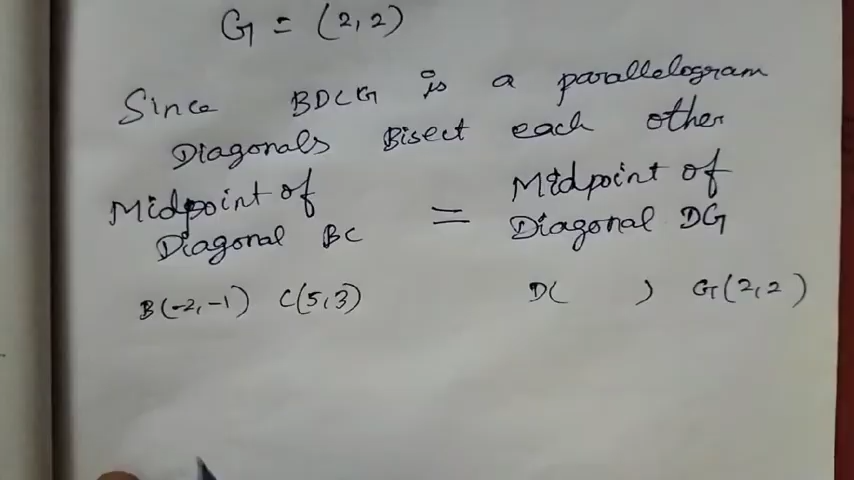 G = (2,2)
Since BDCG is a parallelogram
Diagonals Bisect each other
Midpoint of Diagonal BC = Midpoint of Diagonal DG
B(-2,-1) C(5,3) D( ) G(2,2)